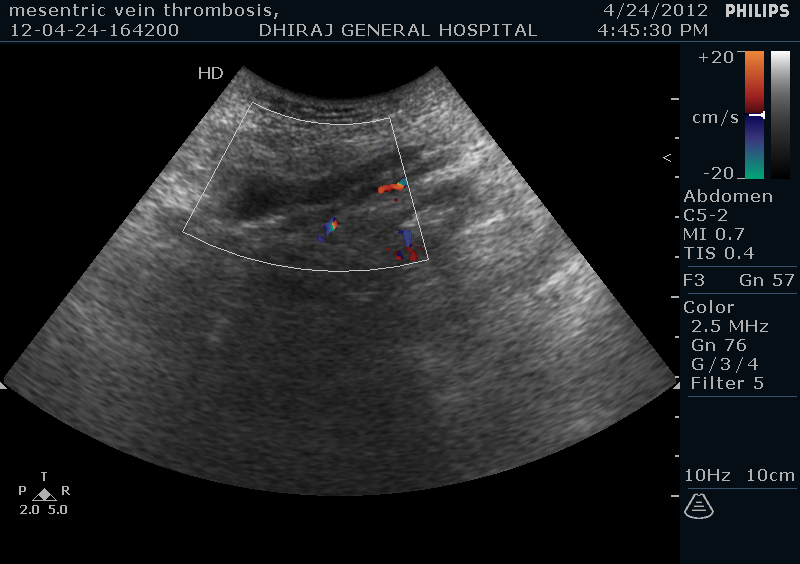 mesentric vein thrombosis, 4/24/2012 PHILIPS
12-04-24-164200 DHIRAJ GENERAL HOSPITAL 4:45:30 PM
HD
+20
cm/s
-20
<
Abdomen
C5-2
MI 0.7
TIS 0.4
F3 Gn 57
Color
2.5 MHz
Gn 76
G/3/4
Filter 5
10Hz 10cm
T
P R
2.0 5.0